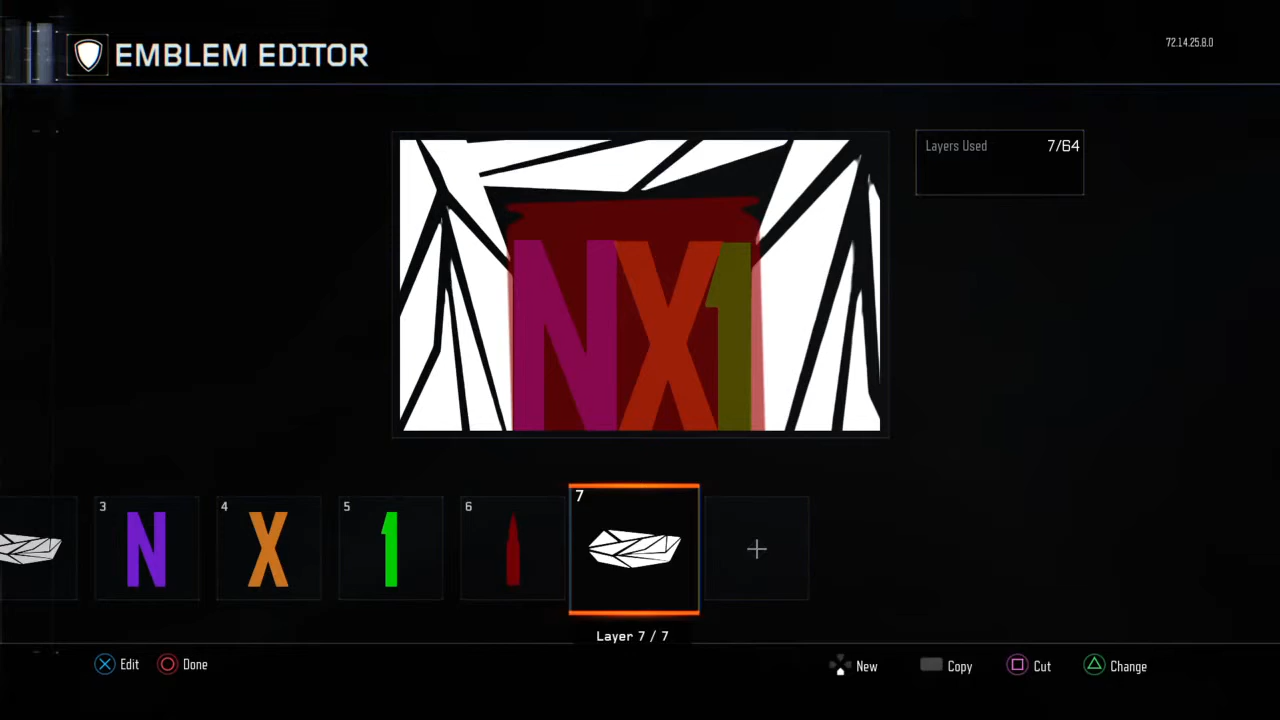 EMBLEM EDITOR
72.14.25.8.0
Layers Used 7/64
NX1
3 4 5 6 7
N X 1
Layer 7 / 7
Edit Done New Copy Cut Change